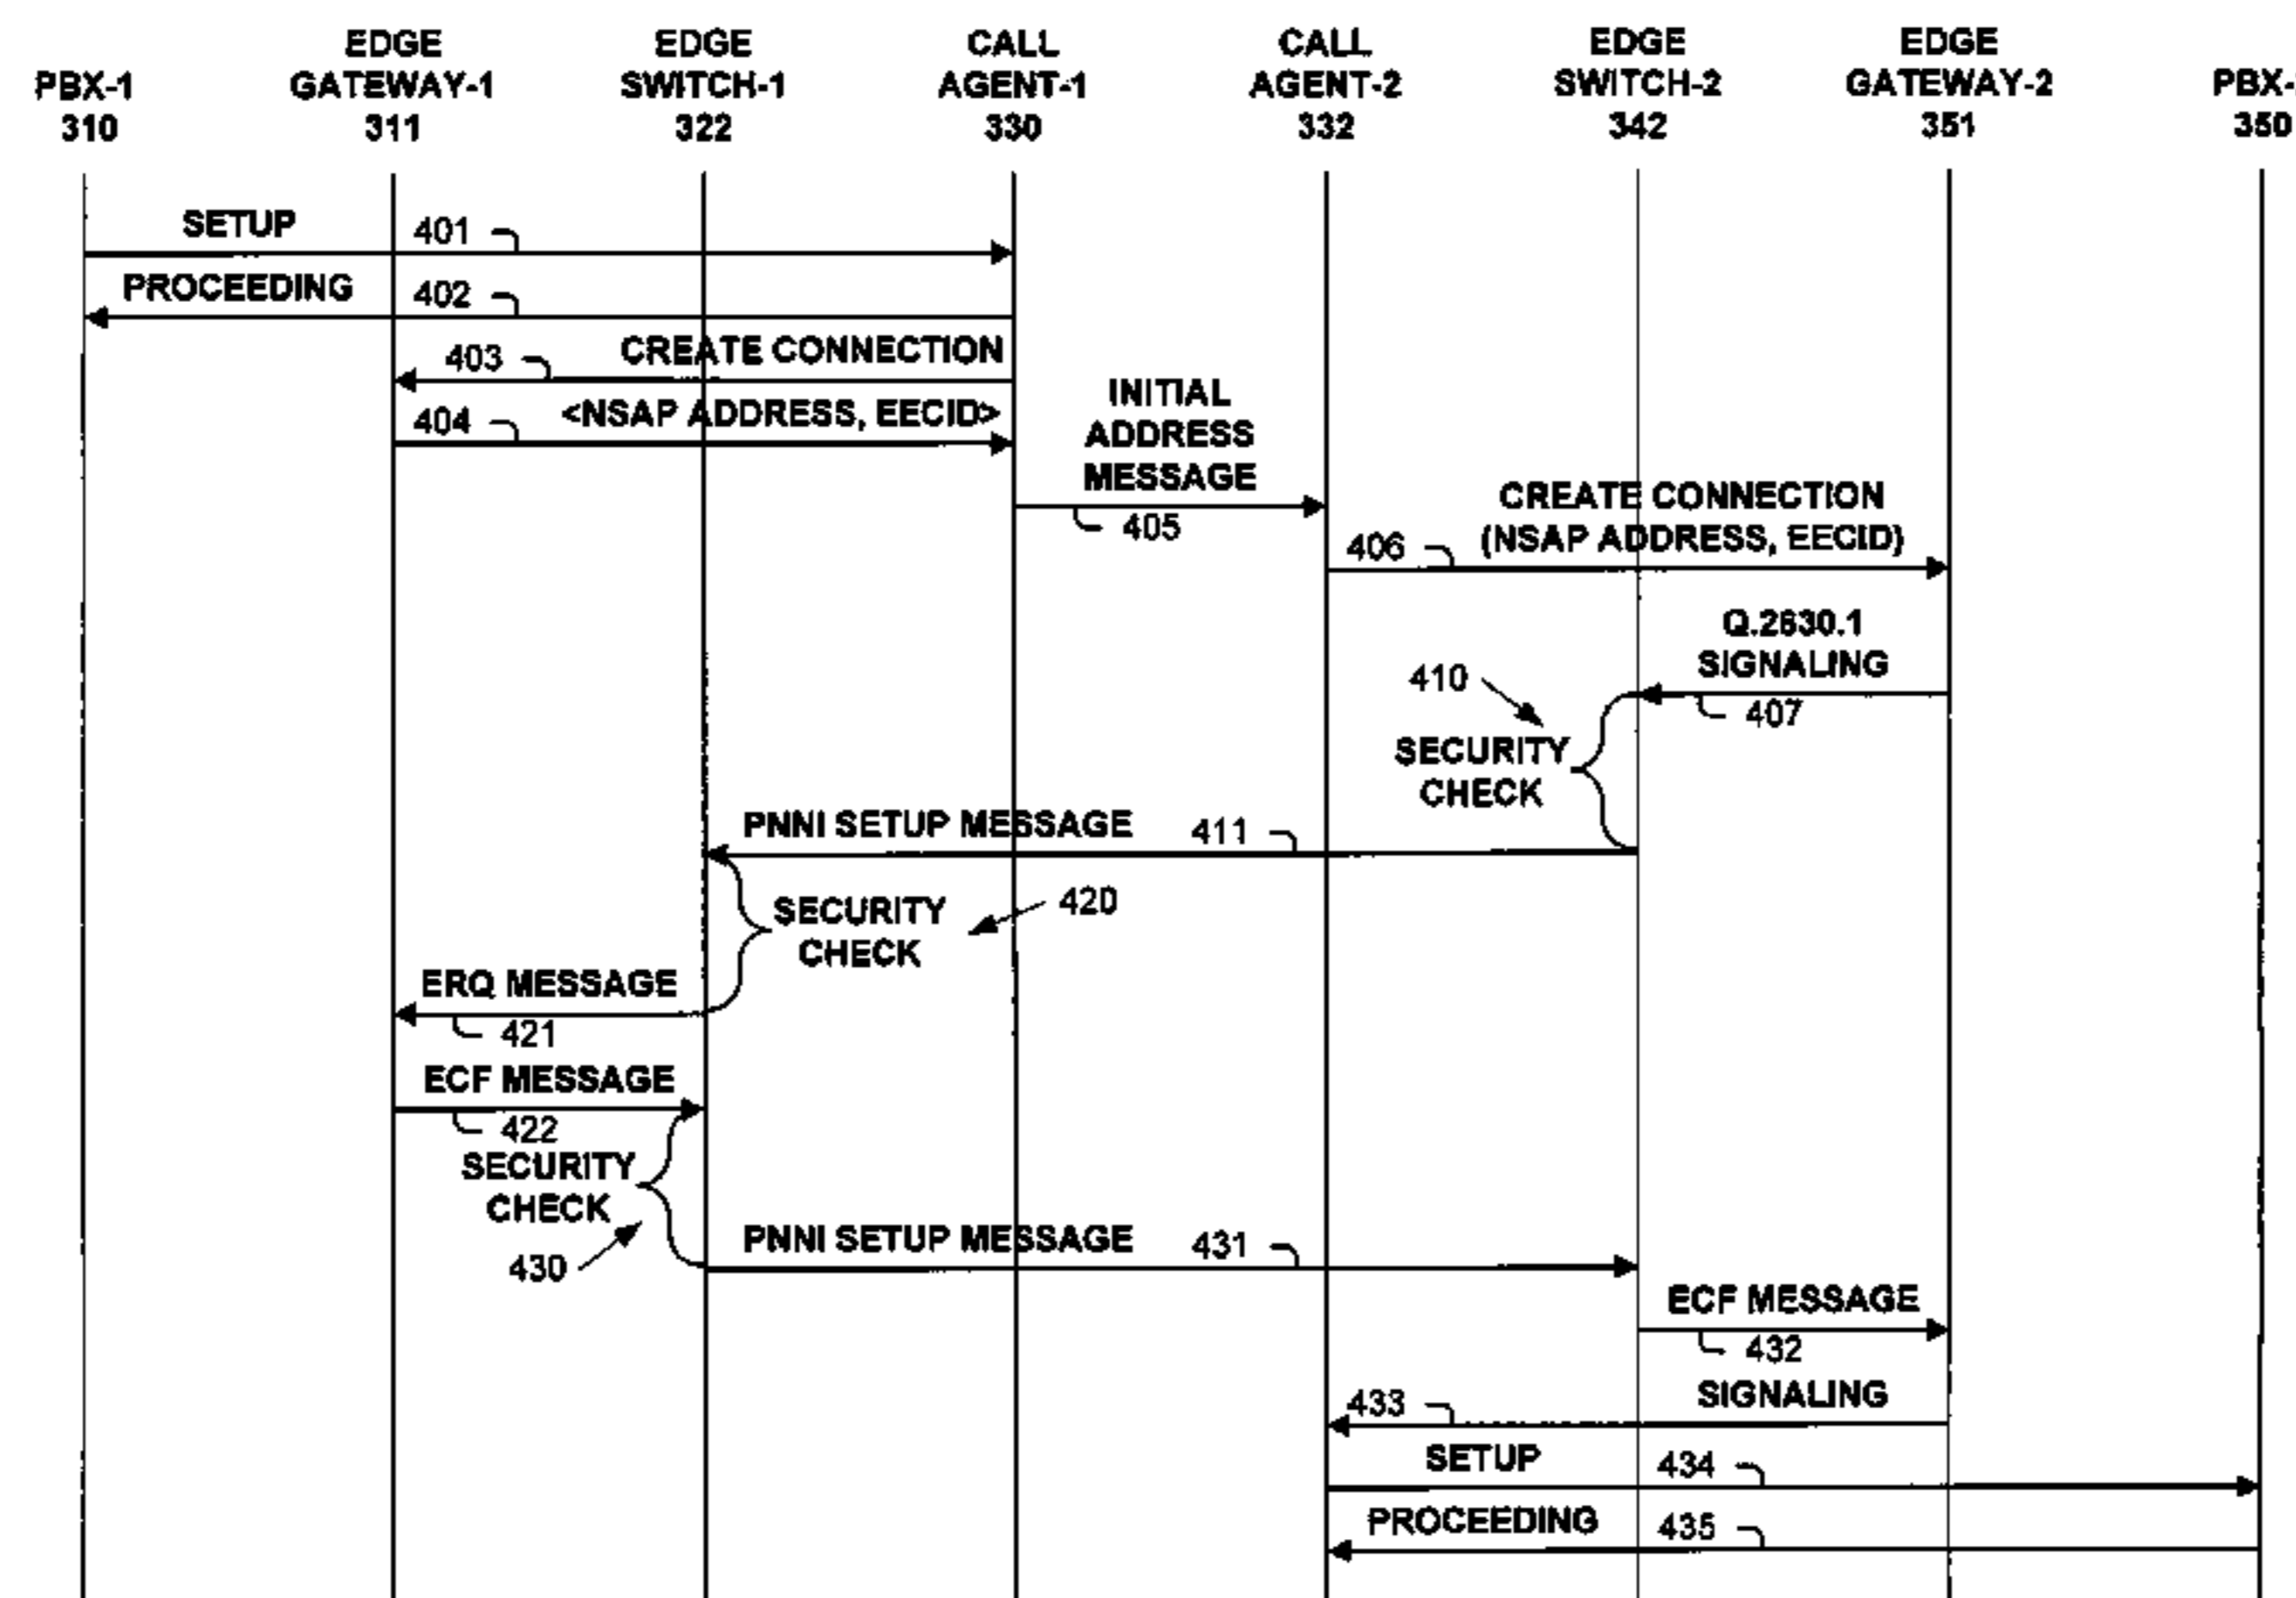 EDGE
EDGE
CALL
CALL
EDGE
EDGE
PBX-1
GATEWAY-1
SWITCH-1
AGENT-1
AGENT-2
SWITCH-2
GATEWAY-2
PBX-
310
311
322
330
332
342
351
350
SETUP
401
PROCEEDING
402
403
CREATE CONNECTION
404
<NSAP ADDRESS, EECID>
INITIAL
ADDRESS
MESSAGE
405
CREATE CONNECTION
406
(NSAP ADDRESS, EECID)
Q.2630.1
SIGNALING
407
410
SECURITY
CHECK
PNNI SETUP MESSAGE
411
SECURITY
CHECK
420
ERQ MESSAGE
421
ECF MESSAGE
422
SECURITY
CHECK
430
PNNI SETUP MESSAGE
431
ECF MESSAGE
432
433
SIGNALING
SETUP
434
PROCEEDING
435